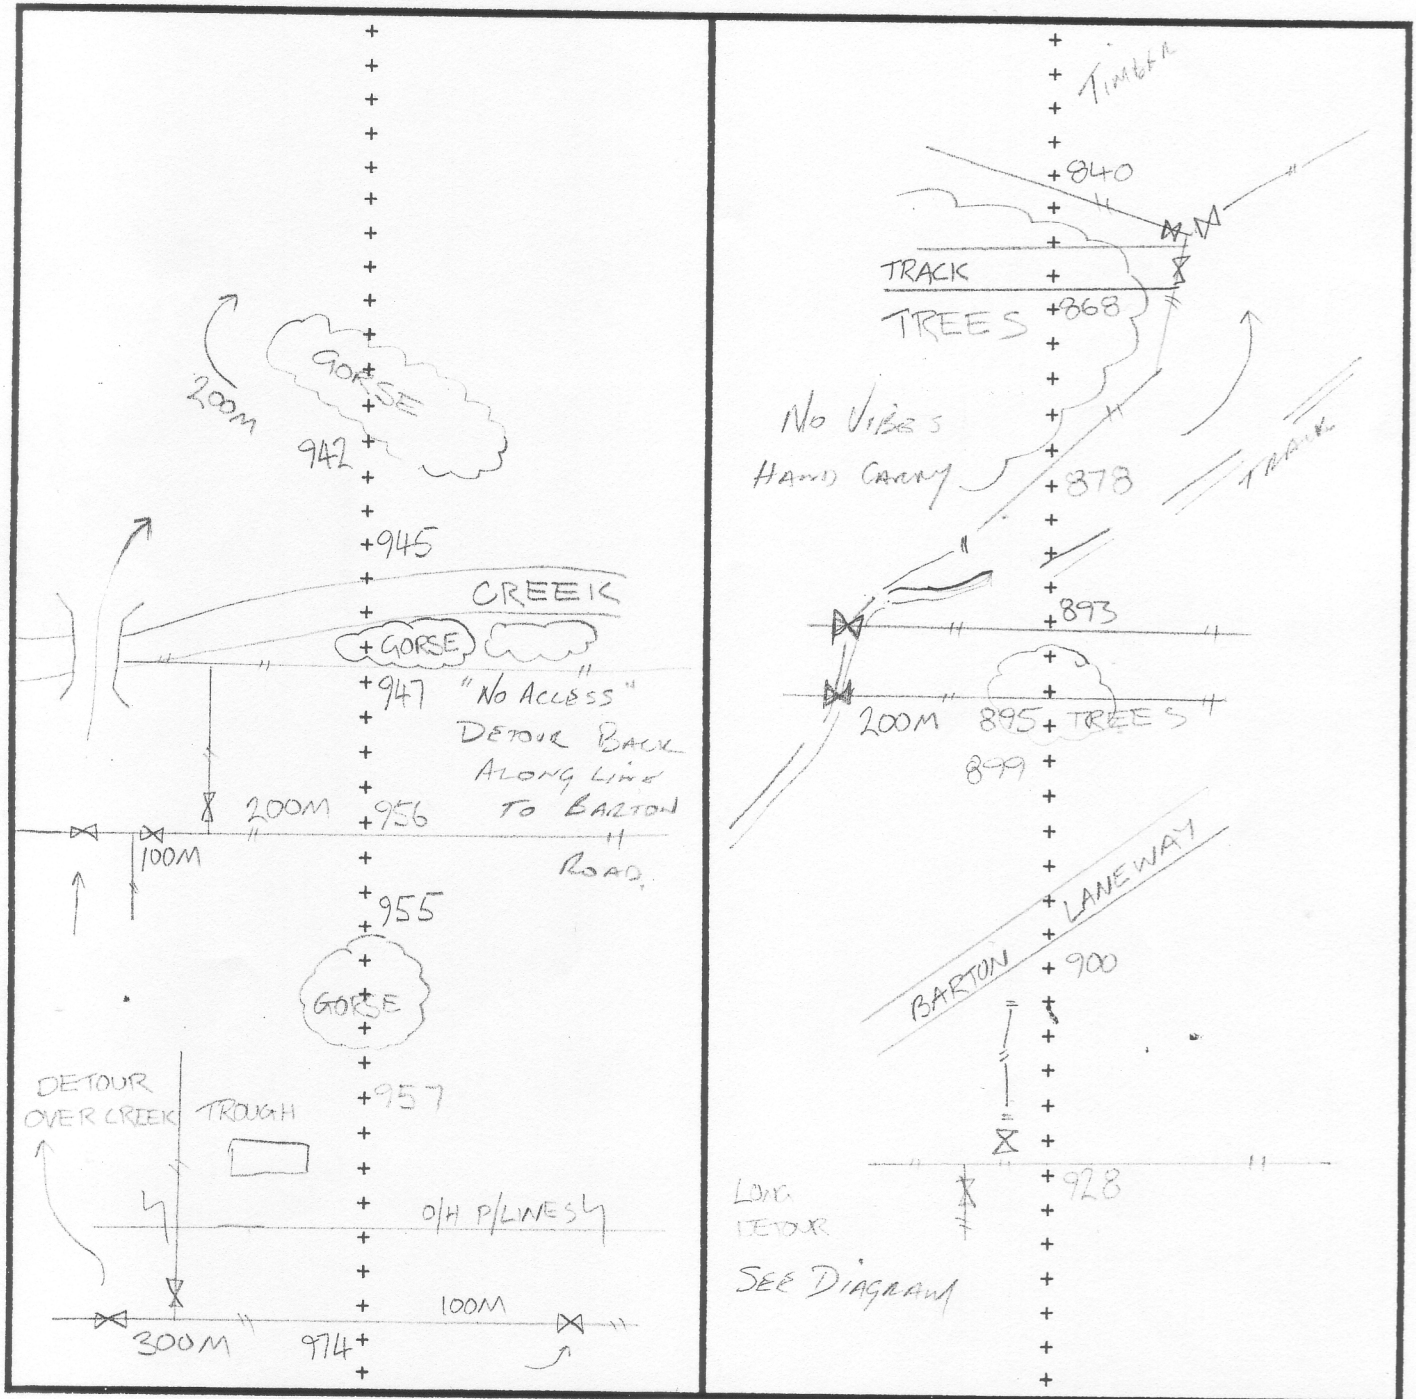 GORSE
200M
942
945
CREEK
GORSE
947 "NO ACCESS"
DETOUR BACK
ALONG LINE
TO BARTON
ROAD.
200M 956
100M
955
GORSE
957
DETOUR
OVER CREEK
TROUGH
O/H P/LINES
100M
300M
974
TIMBER
840
TRACK
868
TREES
NO VIBES
HAND CARRY
878
TRACK
893
200M 895 TREES
899
BARTON LANEWAY
900
928
LONG
DETOUR
SEE DIAGRAM